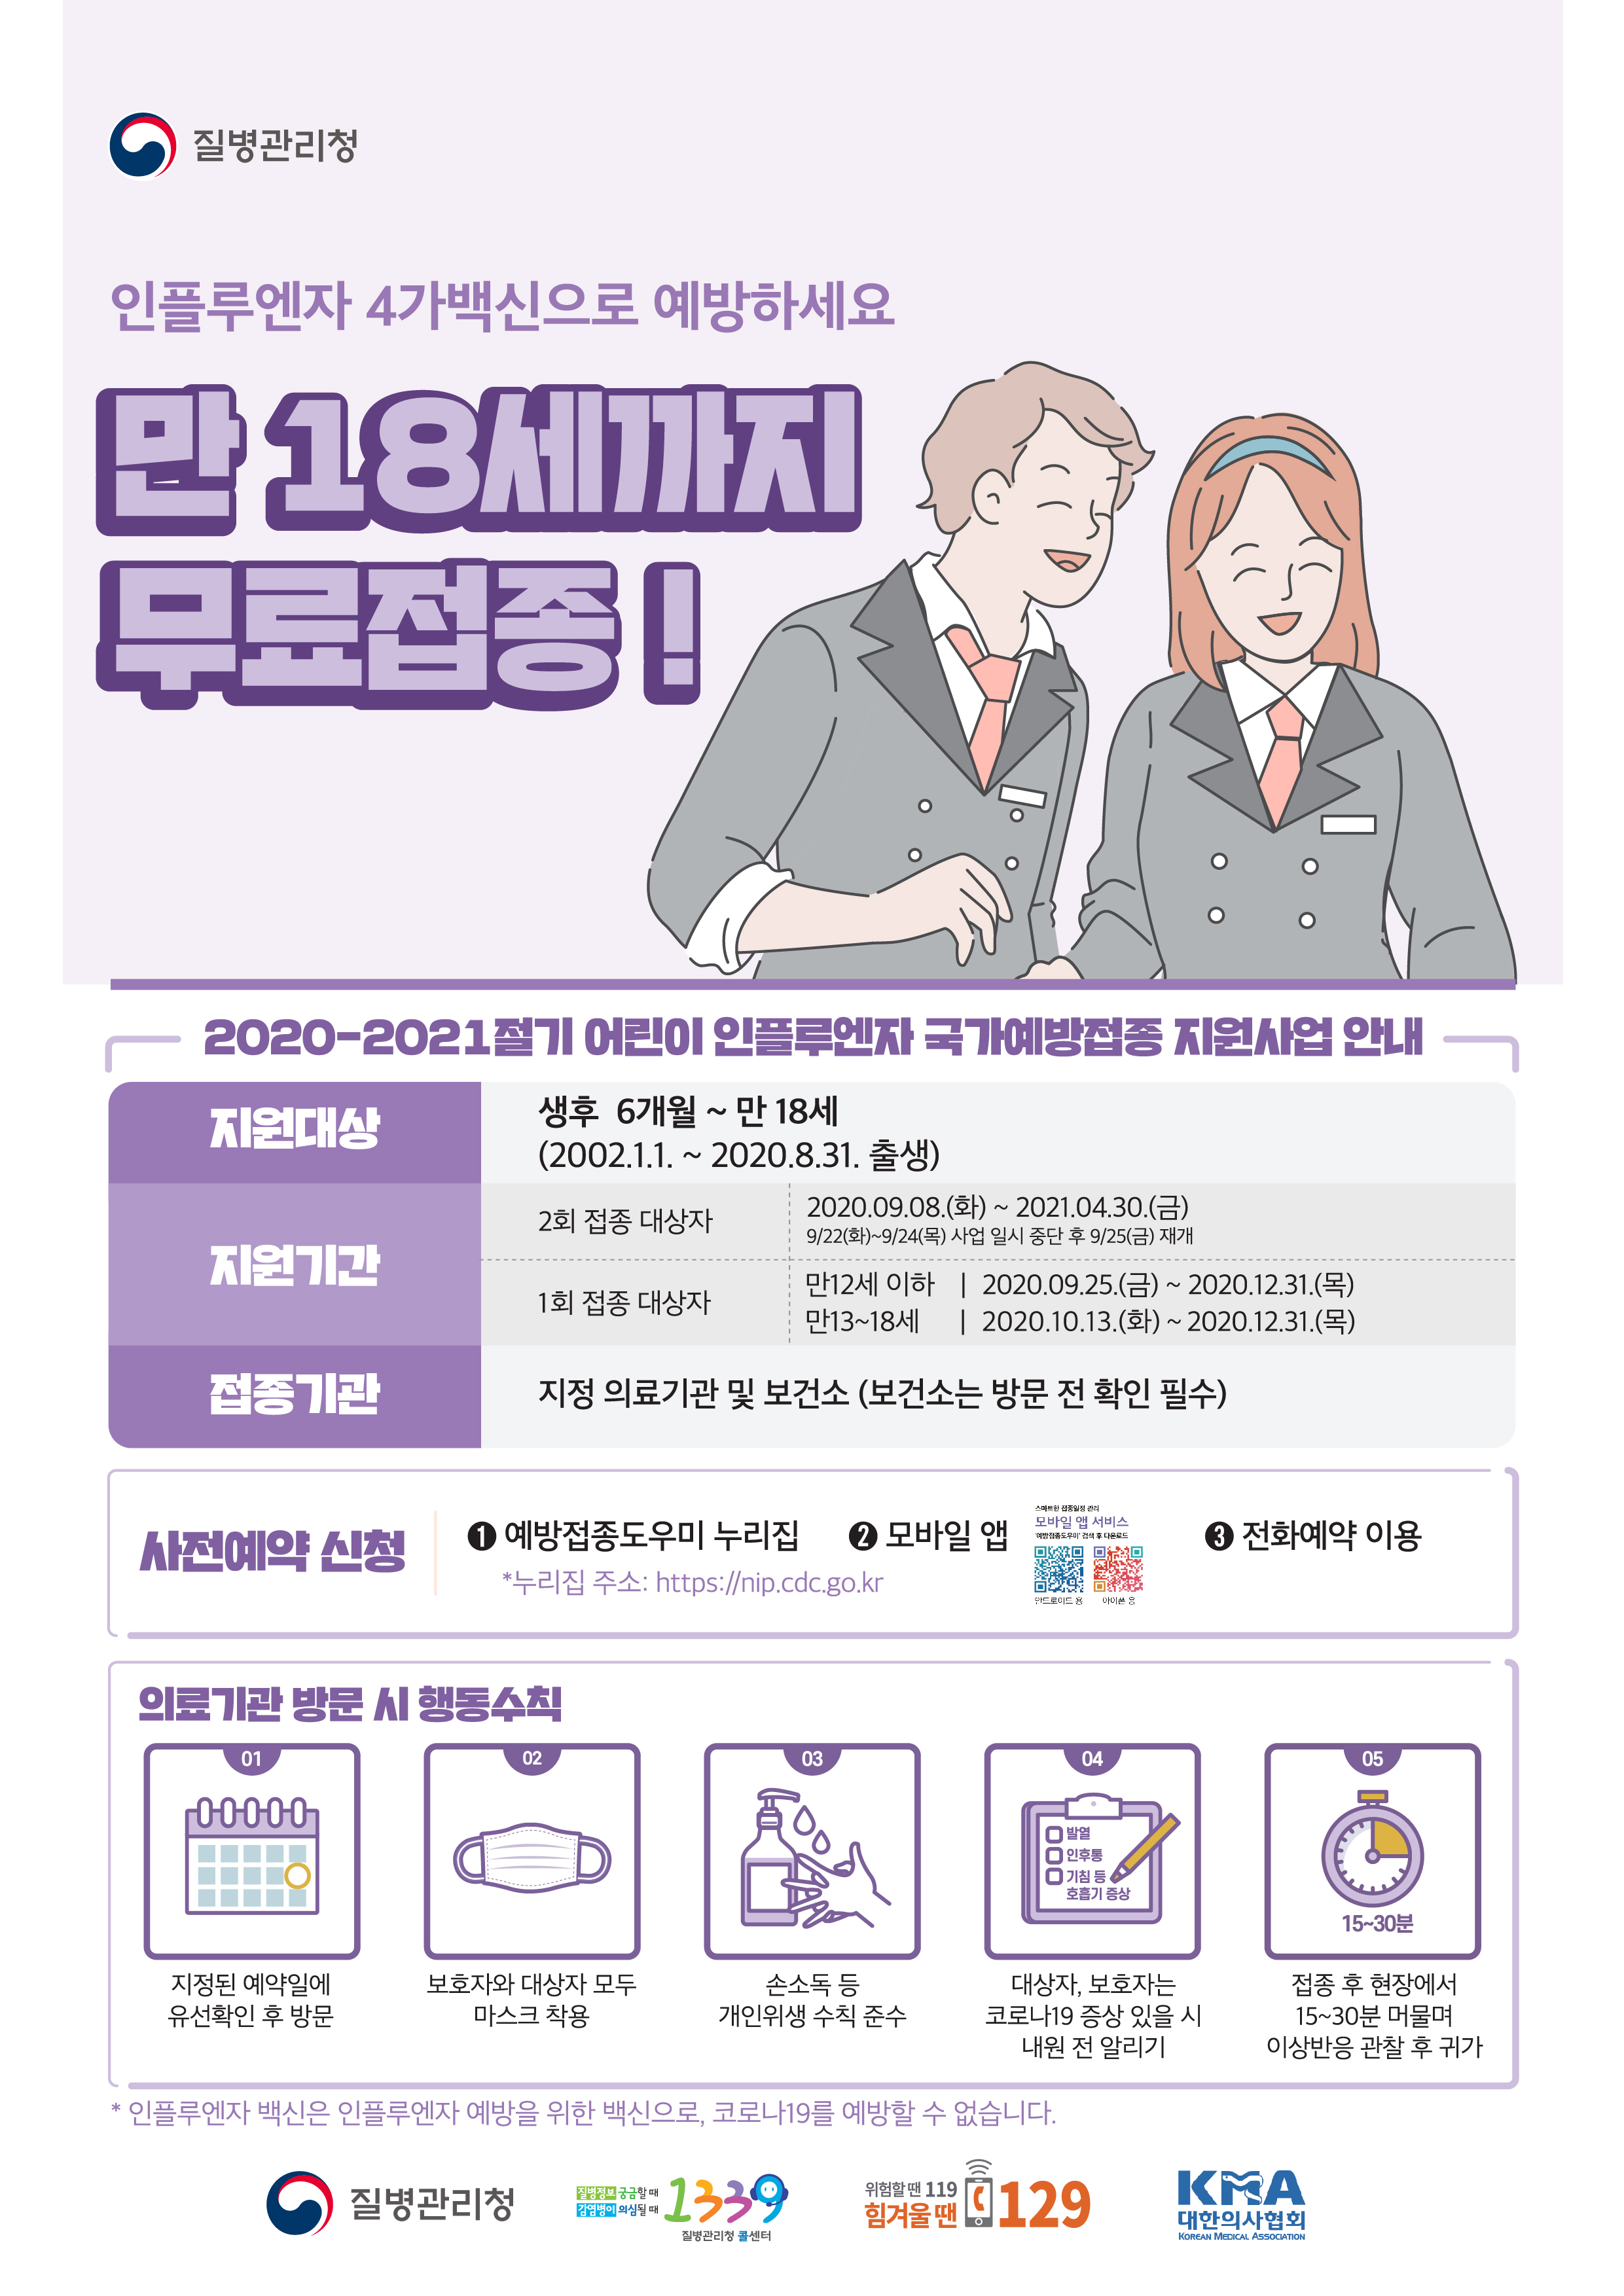 질병관리청
인플루엔자 4가백신으로 예방하세요
만 18세까지
무료접종 !
2020-2021절기 어린이 인플루엔자 국가예방접종 지원사업 안내
지원대상
생후 6개월 ~ 만 18세
(2002.1.1. ~ 2020.8.31. 출생)
지원기간
2회 접종 대상자
2020.09.08.(화) ~ 2021.04.30.(금)
9/22(화)~9/24(목) 사업 일시 중단 후 9/25(금) 재개
1회 접종 대상자
만12세 이하 | 2020.09.25.(금) ~ 2020.12.31.(목)
만13~18세 | 2020.10.13.(화) ~ 2020.12.31.(목)
접종기관
지정 의료기관 및 보건소 (보건소는 방문 전 확인 필수)
사전예약 신청
❶ 예방접종도우미 누리집
*누리집 주소: https://nip.cdc.go.kr
❷ 모바일 앱
스마트한 접종일정 관리
모바일 앱 서비스
'예방접종도우미' 검색 후 다운로드
안드로이드 용 아이폰 용
❸ 전화예약 이용
의료기관 방문 시 행동수칙
01
지정된 예약일에
유선확인 후 방문
02
보호자와 대상자 모두
마스크 착용
03
손소독 등
개인위생 수칙 준수
04
발열
인후통
기침 등
호흡기 증상
대상자, 보호자는
코로나19 증상 있을 시
내원 전 알리기
05
15~30분
접종 후 현장에서
15~30분 머물며
이상반응 관찰 후 귀가
* 인플루엔자 백신은 인플루엔자 예방을 위한 백신으로, 코로나19를 예방할 수 없습니다.
질병관리청
질병정보 궁금할 때
감염병이 의심될 때
1339
질병관리청 콜센터
위험할 땐 119
힘겨울 땐 129
KMA
대한의사협회
KOREAN MEDICAL ASSOCIATION